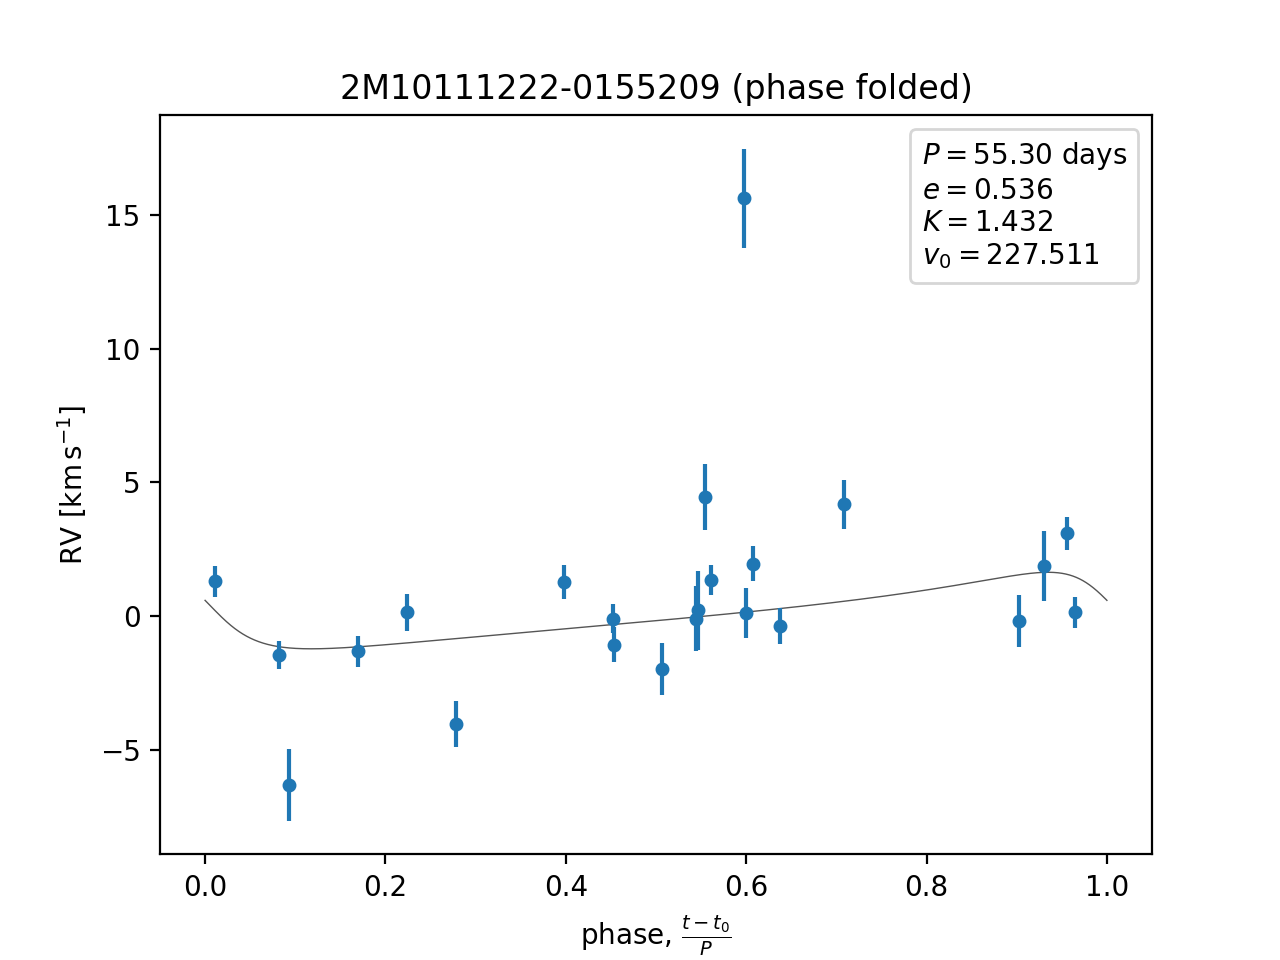 2M10111222-0155209 (phase folded)
P = 55.30 days
e = 0.536
K = 1.432
v₀ = 227.511
15
10
5
0
−5
RV [km s⁻¹]
0.0 0.2 0.4 0.6 0.8 1.0
phase, (t − t₀)/P